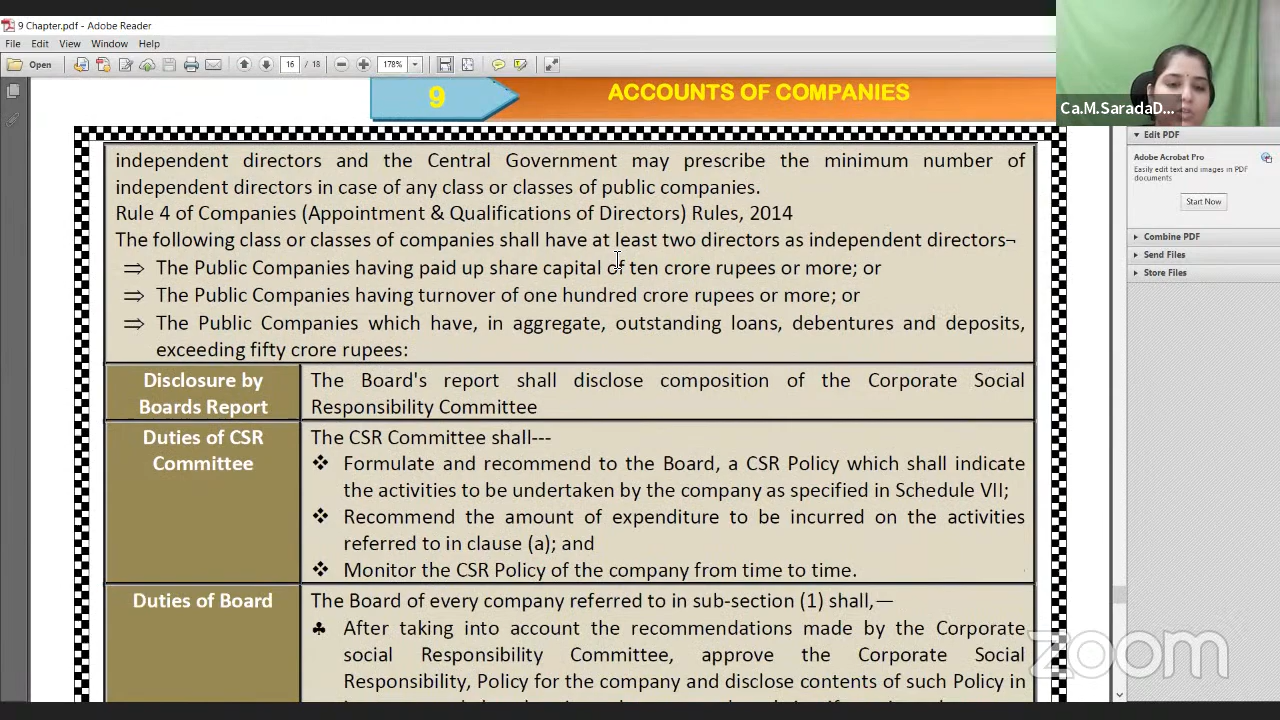 9 Chapter.pdf - Adobe Reader
File Edit View Window Help
Open 16 / 18 178%
9 ACCOUNTS OF COMPANIES
Ca.M.SaradaD...
independent directors and the Central Government may prescribe the minimum number of
independent directors in case of any class or classes of public companies.
Rule 4 of Companies (Appointment & Qualifications of Directors) Rules, 2014
The following class or classes of companies shall have at least two directors as independent directors¬
⇒ The Public Companies having paid up share capital of ten crore rupees or more; or
⇒ The Public Companies having turnover of one hundred crore rupees or more; or
⇒ The Public Companies which have, in aggregate, outstanding loans, debentures and deposits,
exceeding fifty crore rupees:
Disclosure by
Boards Report
The Board's report shall disclose composition of the Corporate Social
Responsibility Committee
Duties of CSR
Committee
The CSR Committee shall---
❖ Formulate and recommend to the Board, a CSR Policy which shall indicate
the activities to be undertaken by the company as specified in Schedule VII;
❖ Recommend the amount of expenditure to be incurred on the activities
referred to in clause (a); and
❖ Monitor the CSR Policy of the company from time to time.
Duties of Board
The Board of every company referred to in sub-section (1) shall,—
♣ After taking into account the recommendations made by the Corporate
social Responsibility Committee, approve the Corporate Social
Responsibility, Policy for the company and disclose contents of such Policy in
Edit PDF
Adobe Acrobat Pro
Easily edit text and images in PDF
documents
Start Now
Combine PDF
Send Files
Store Files
zoom